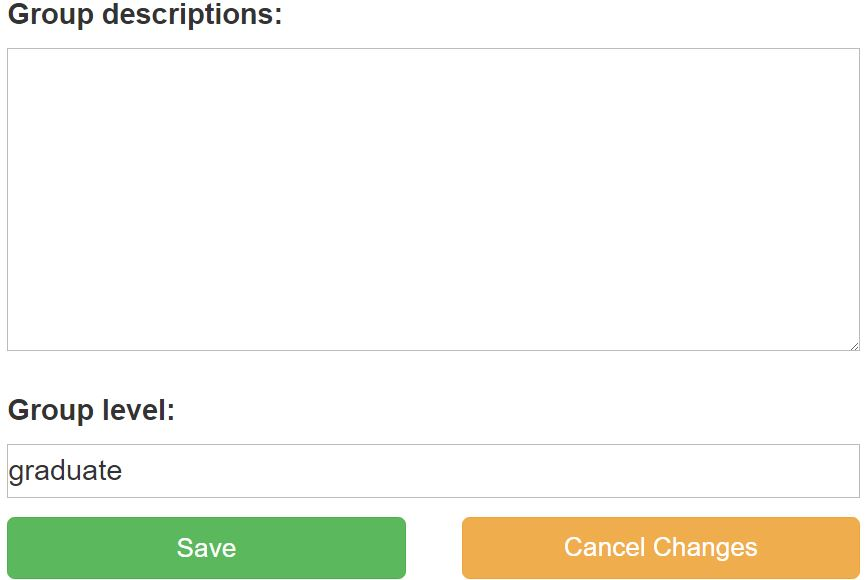 Group descriptions:
Group level:
graduate
Save
Cancel Changes